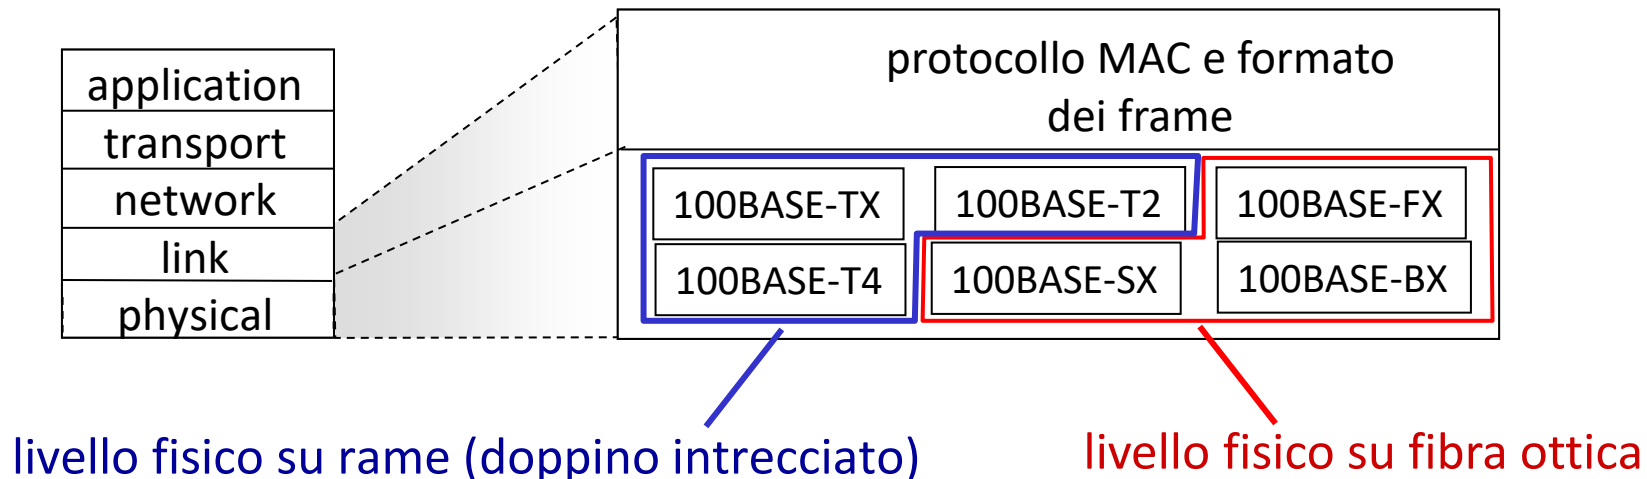 application
transport
network
link
physical
protocollo MAC e formato
dei frame
100BASE-TX
100BASE-T2
100BASE-FX
100BASE-T4
100BASE-SX
100BASE-BX
livello fisico su rame (doppino intrecciato)
livello fisico su fibra ottica